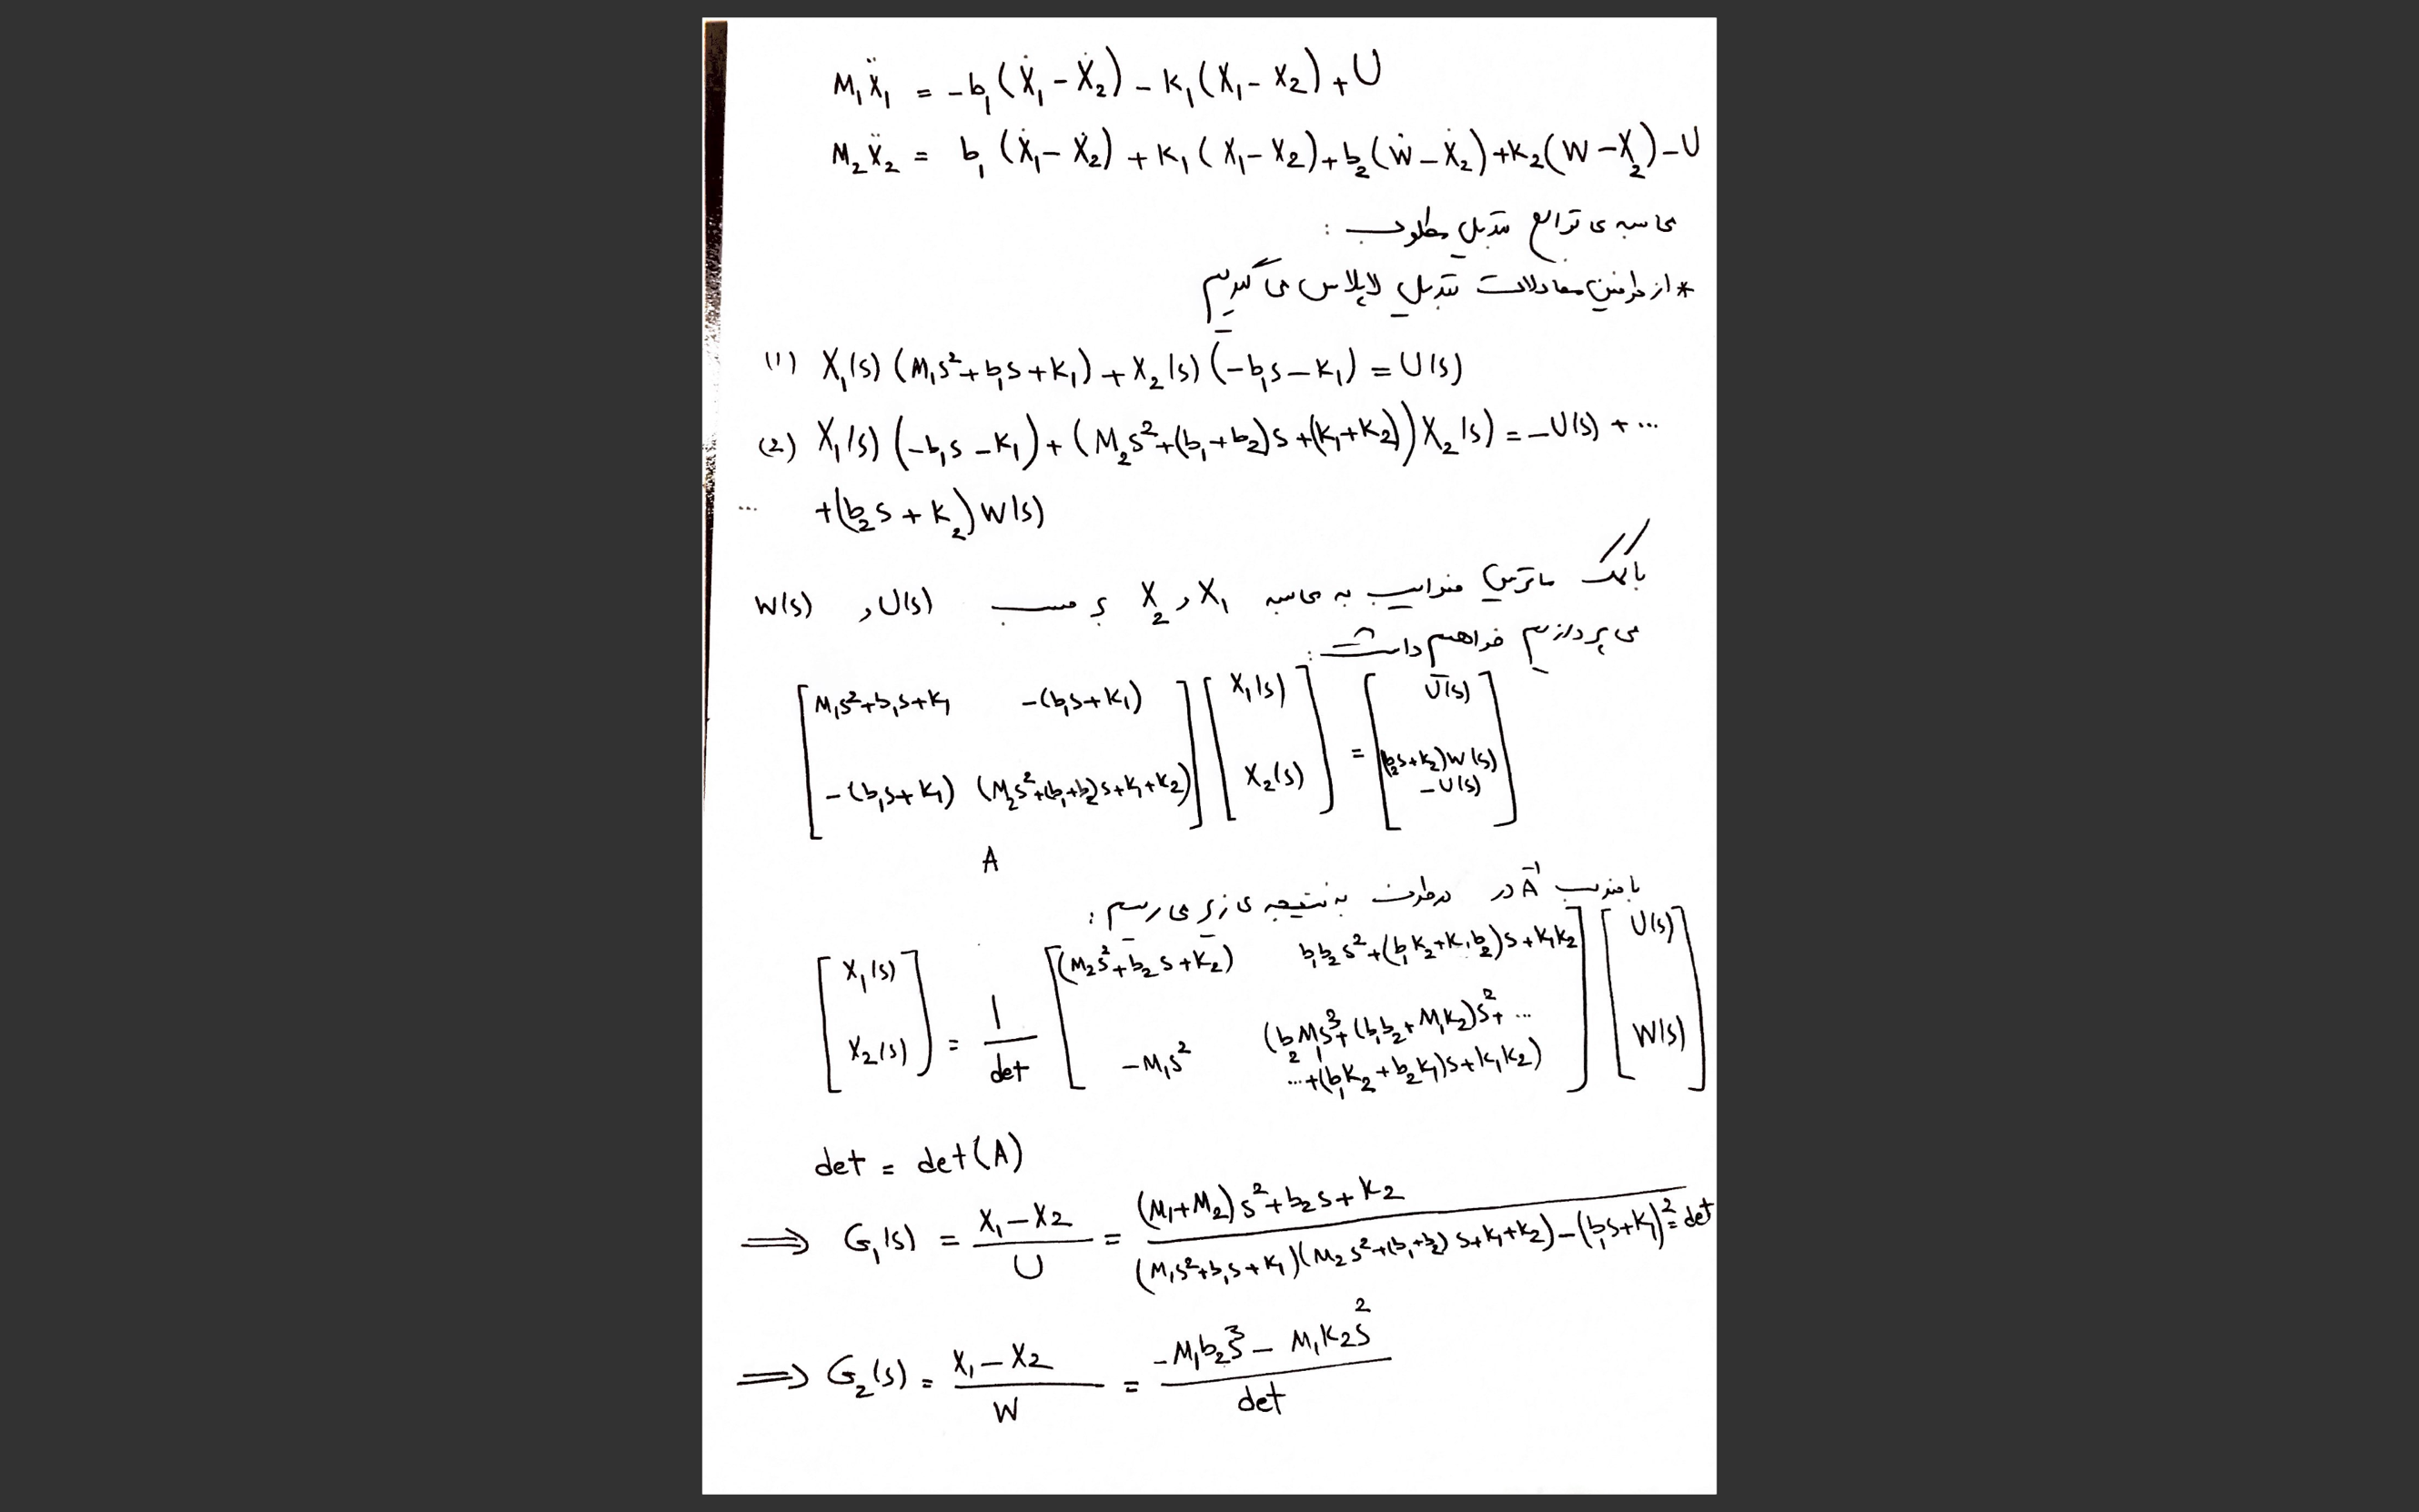 M₁Ẍ₁ = -b₁(Ẋ₁ - Ẋ₂) - K₁(X₁ - X₂) + U
M₂Ẍ₂ = b₁(Ẋ₁ - Ẋ₂) + K₁(X₁ - X₂) + b₂(Ẇ - Ẋ₂) + K₂(W - X₂) - U
محاسبه ی توابع تبدیل مطلوب :
* از طرفین معادلات تبدیل لاپلاس می گیریم
(1) X₁(s) (M₁s² + b₁s + K₁) + X₂(s) (-b₁s - K₁) = U(s)
(2) X₁(s) (-b₁s - K₁) + (M₂s² + (b₁ + b₂)s + (K₁ + K₂)) X₂(s) = -U(s) + ...
... + (b₂s + K₂) W(s)
با کمک ماتریس ضرایب به محاسبه X₁ و X₂ بر حسب U(s) و W(s)
می پردازیم خواهیم داشت :
[ M₁s² + b₁s + K₁ -(b₁s + K₁) ] [ X₁(s) ] = [ U(s) ]
[ -(b₁s + K₁) (M₂s² + (b₁ + b₂)s + K₁ + K₂) ] [ X₂(s) ] [ (b₂s + K₂)W(s) - U(s) ]
A
با ضرب A⁻¹ در طرفین به نتیجه ی زیر می رسیم :
[ X₁(s) ] = 1/det [ (M₂s² + b₂s + K₂) b₁b₂s² + (b₁K₂ + K₁b₂)s + K₁K₂ ] [ U(s) ]
[ X₂(s) ] [ -M₁s² (b₂M₁s³ + (b₁b₂ + M₁K₂)s² + ... ... + (b₁K₂ + b₂K₁)s + K₁K₂) ] [ W(s) ]
det = det(A)
⟹ G₁(s) = (X₁ - X₂)/U = ((M₁ + M₂)s² + b₂s + K₂) / ((M₁s² + b₁s + K₁)(M₂s² + (b₁ + b₂)s + K₁ + K₂) - (b₁s + K₁)² = det
⟹ G₂(s) = (X₁ - X₂)/W = (-M₁b₂s³ - M₁K₂s²)/det